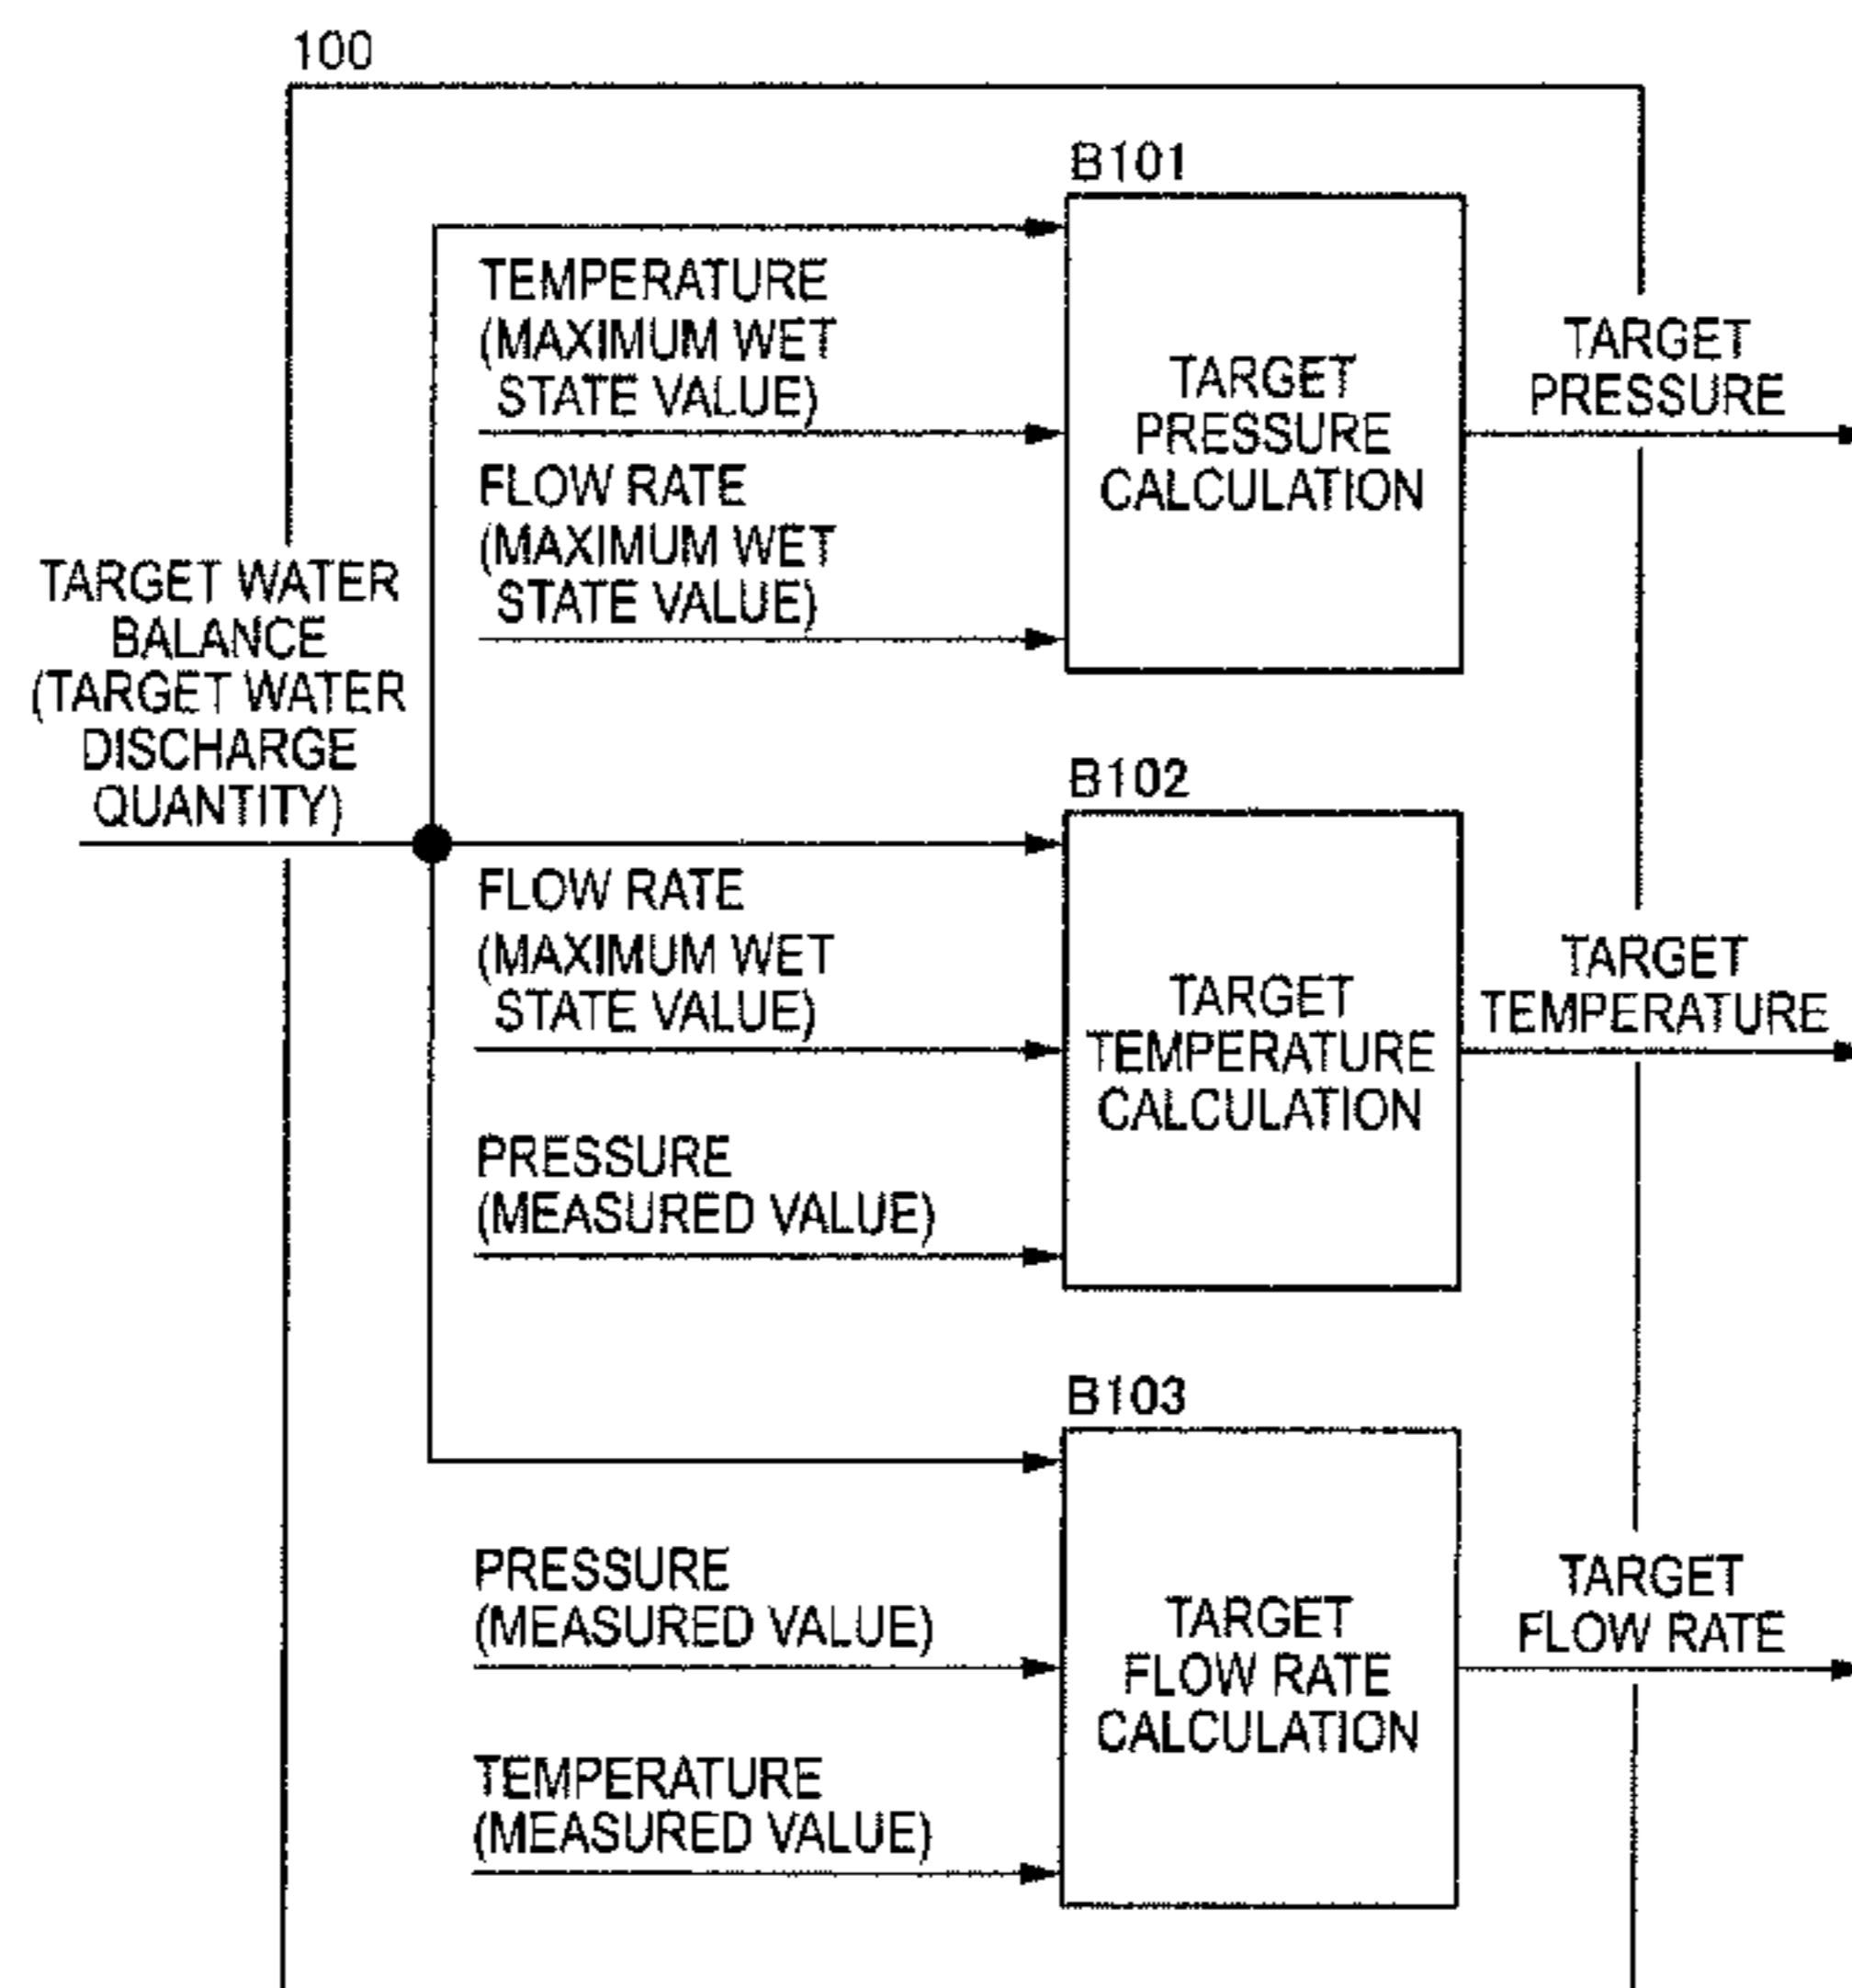 100
B101
TEMPERATURE
(MAXIMUM WET
STATE VALUE)
FLOW RATE
(MAXIMUM WET
STATE VALUE)
TARGET
PRESSURE
CALCULATION
TARGET
PRESSURE
TARGET WATER
BALANCE
(TARGET WATER
DISCHARGE
QUANTITY)
B102
FLOW RATE
(MAXIMUM WET
STATE VALUE)
PRESSURE
(MEASURED VALUE)
TARGET
TEMPERATURE
CALCULATION
TARGET
TEMPERATURE
B103
PRESSURE
(MEASURED VALUE)
TEMPERATURE
(MEASURED VALUE)
TARGET
FLOW RATE
CALCULATION
TARGET
FLOW RATE